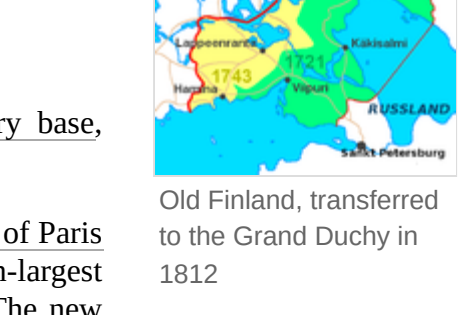 Lappeenranta
Käkisalmi
1721
1743
Hamina
Viipuri
RUSSLAND
Sankt Petersburg
ry base,
of Paris
n-largest
The new
Old Finland, transferred
to the Grand Duchy in
1812